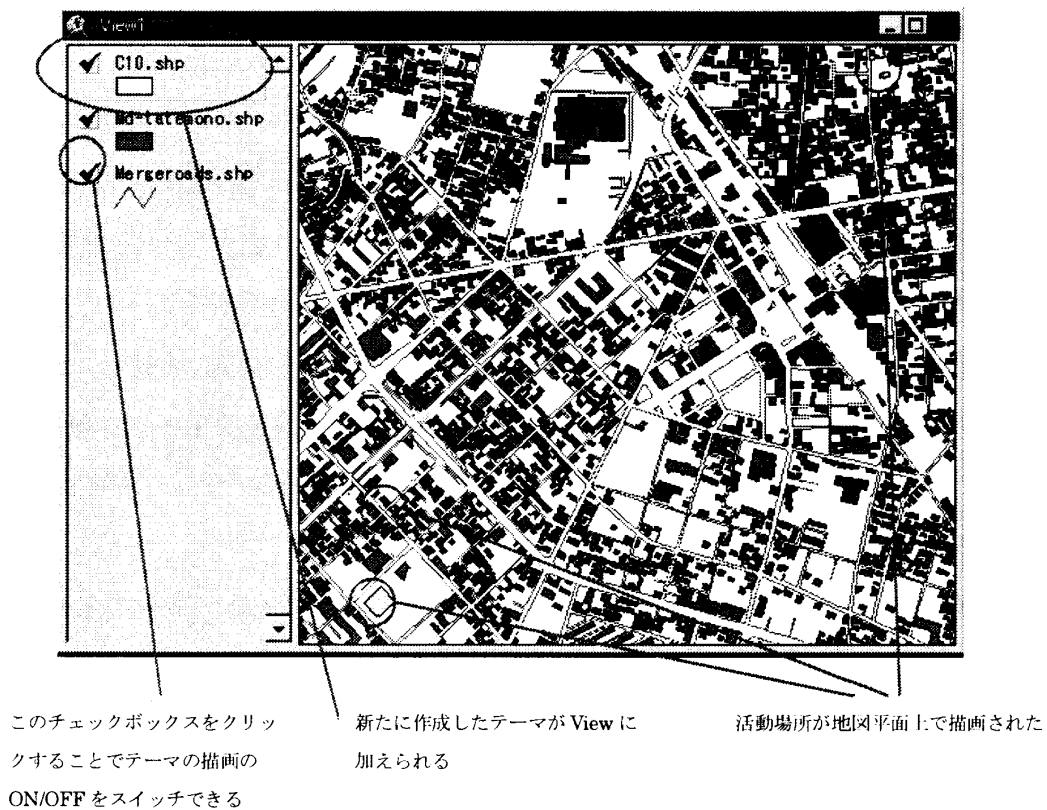 View1
C10.shp
Md-tatemono.shp
Mergeroads.shp
このチェックボックスをクリッ
クすることでテーマの描画の
ON/OFF をスイッチできる
新たに作成したテーマが View に
加えられる
活動場所が地図平面上で描画された